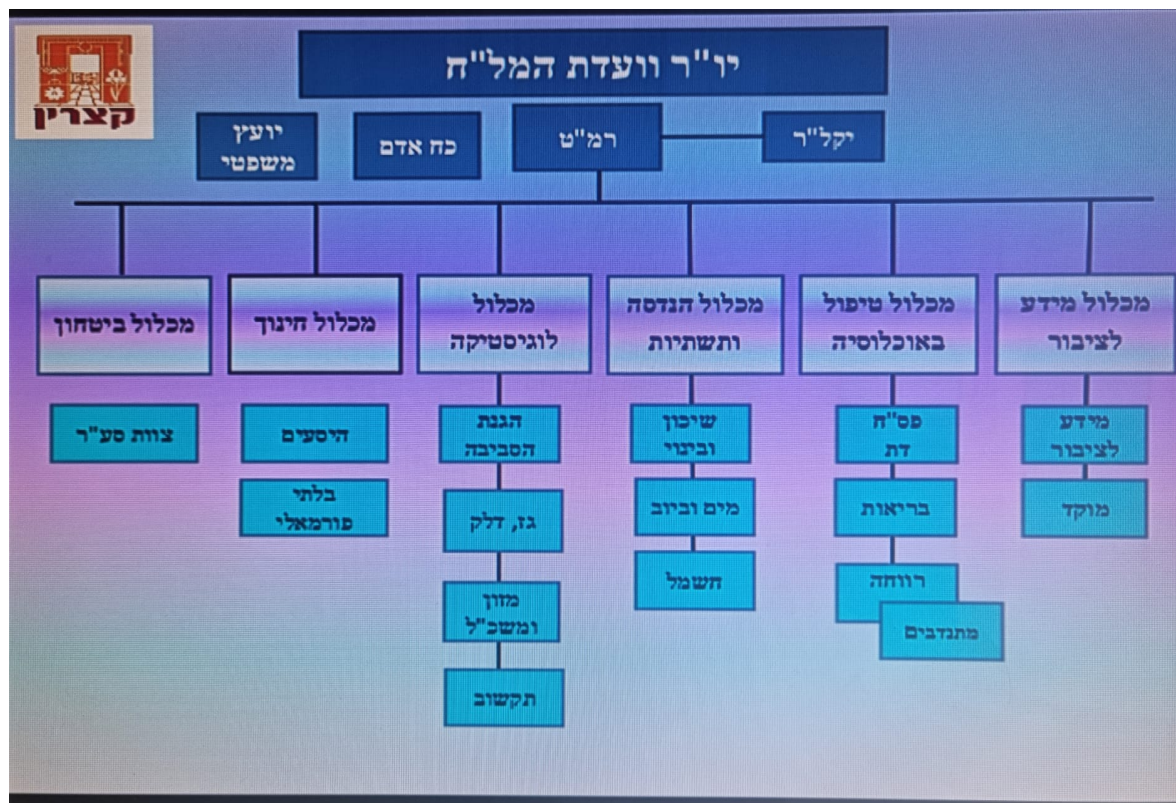 קצרין
יו"ר וועדת המל"ח
יקל"ר
רמ"ט
כח אדם
יועץ
משפטי
מכלול מידע
לציבור
מכלול טיפול
באוכלוסיה
מכלול הנדסה
ותשתיות
מכלול
לוגיסטיקה
מכלול חינוך
מכלול ביטחון
מידע
לציבור
מוקד
פס"ח
דת
בריאות
רווחה
מתנדבים
שיכון
ובינוי
מים וביוב
חשמל
הגנת
הסביבה
גז, דלק
מזון
ומשכ"ל
תקשוב
היסעים
בלתי
פורמאלי
צוות סע"ר